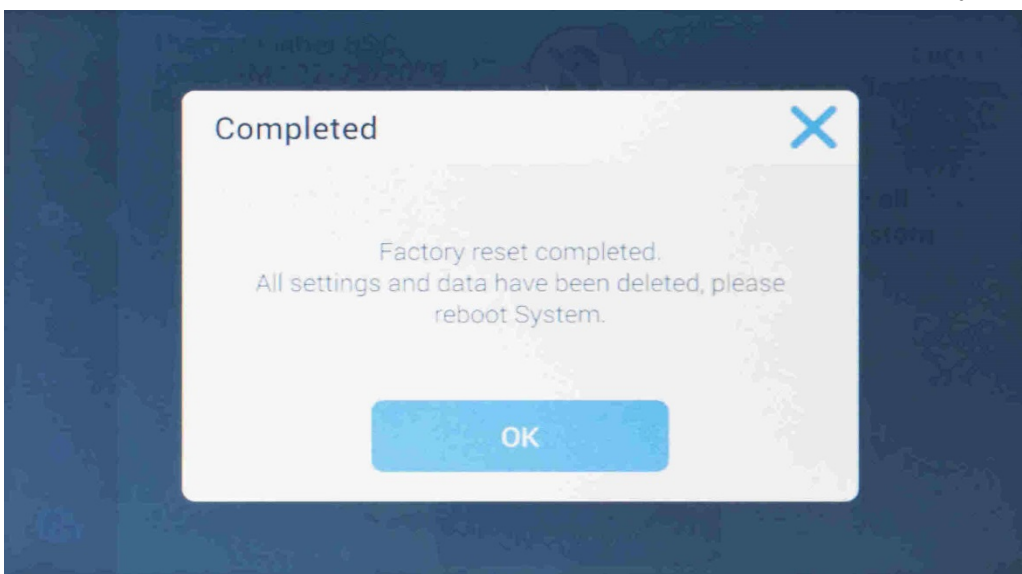 Completed
Factory reset completed.
All settings and data have been deleted, please
reboot System.
OK